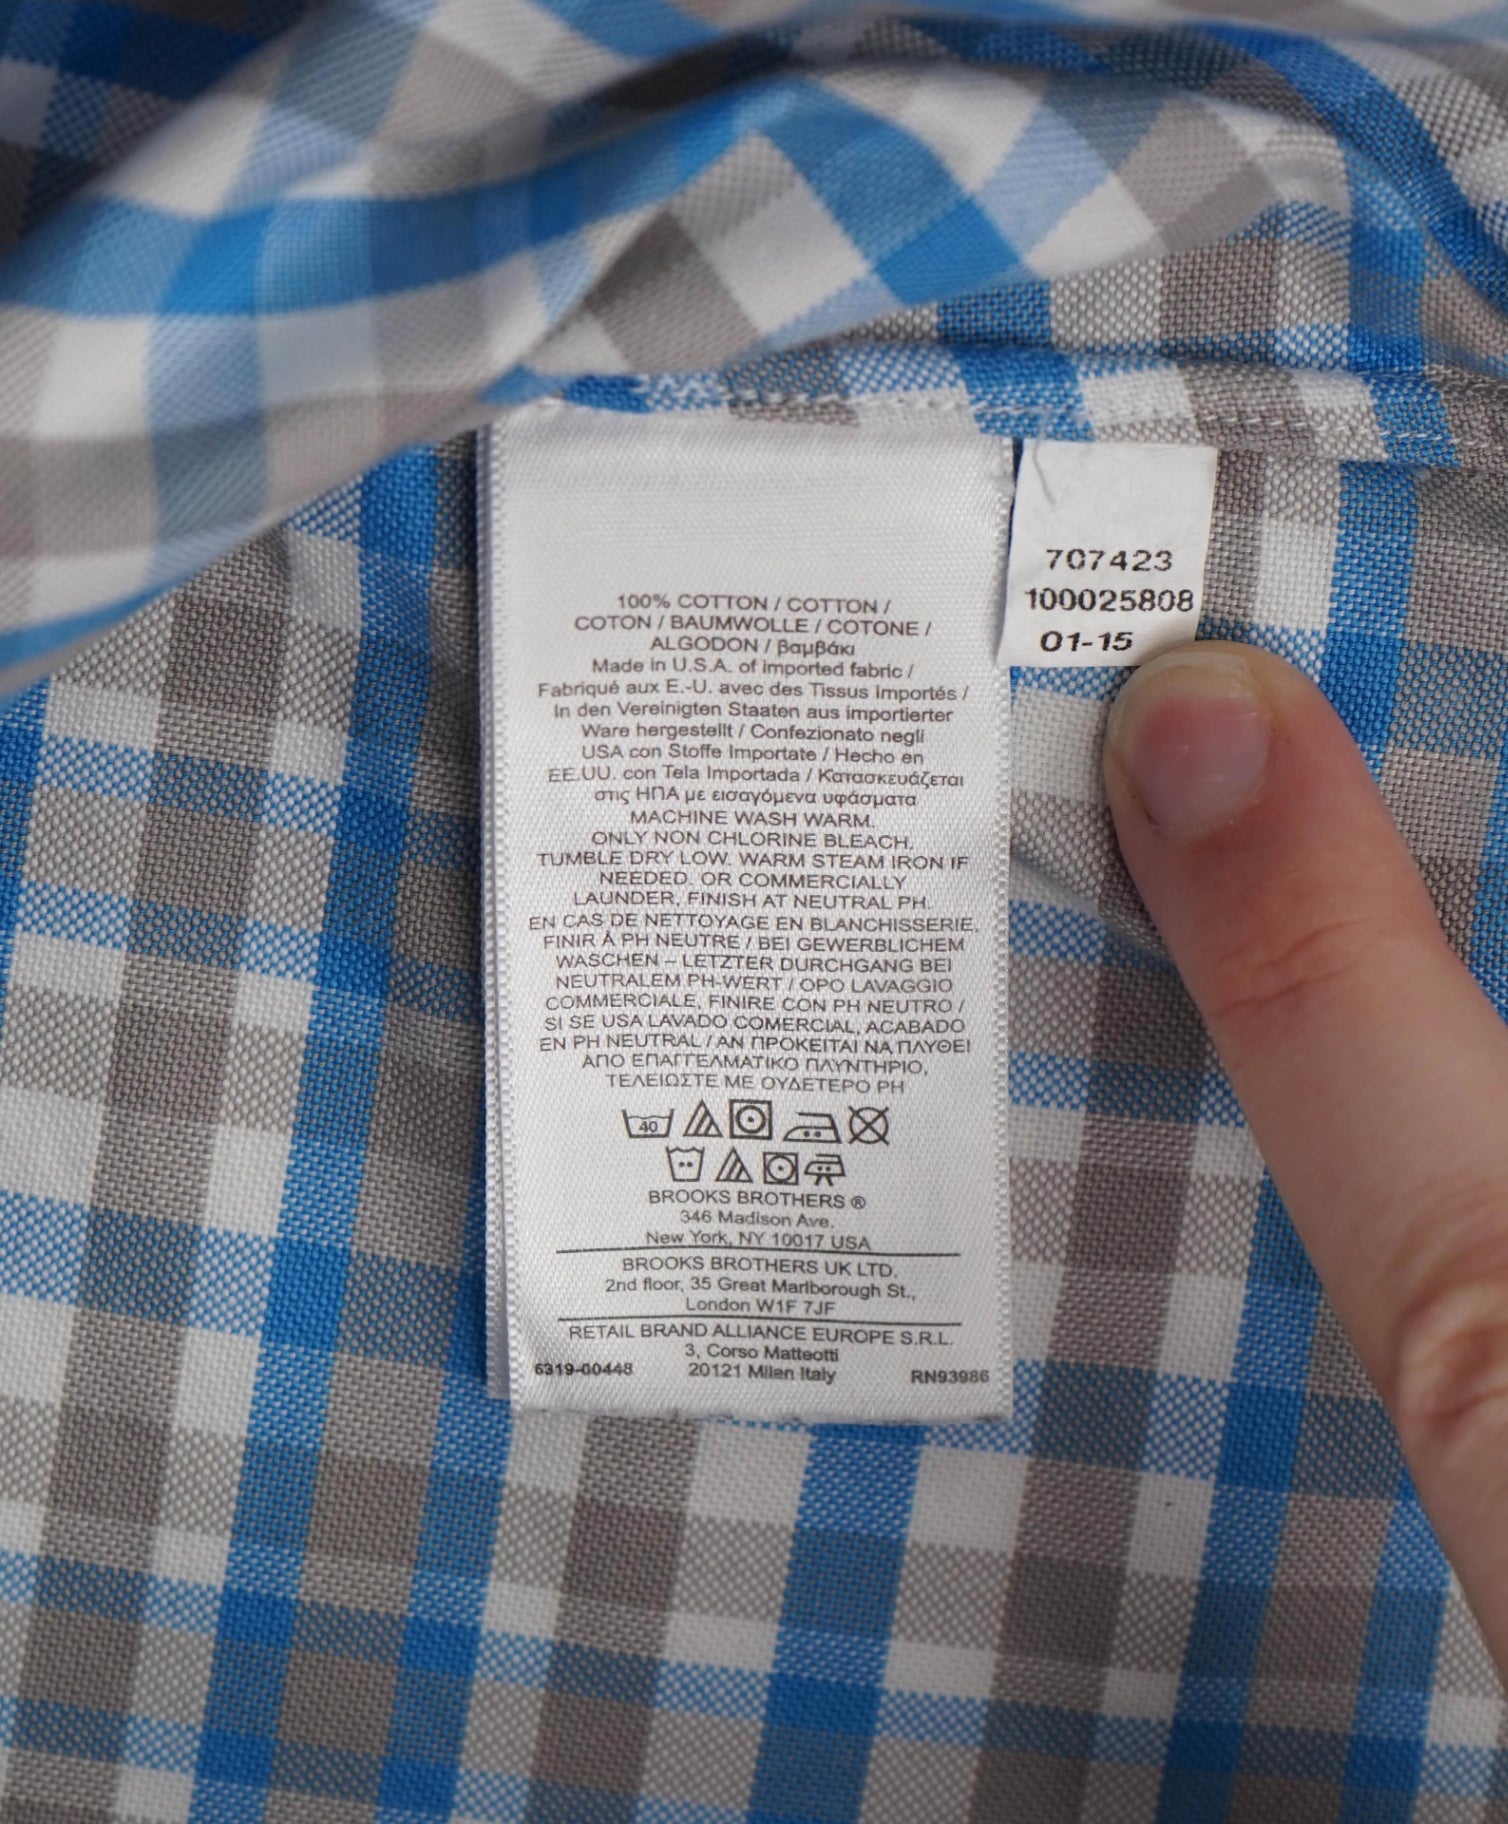 100% COTTON / COTTON /
COTON / BAUMWOLLE / COTONE /
ALGODON / βαμβάκι
Made in U.S.A. of imported fabric /
Fabriqué aux E.-U. avec des Tissus Importés /
In den Vereinigten Staaten aus importierter
Ware hergestellt / Confezionato negli
USA con Stoffe Importate / Hecho en
EE.UU. con Tela Importada / Κατασκευάζεται
στις ΗΠΑ με εισαγόμενα υφάσματα
MACHINE WASH WARM.
ONLY NON CHLORINE BLEACH.
TUMBLE DRY LOW. WARM STEAM IRON IF
NEEDED. OR COMMERCIALLY
LAUNDER, FINISH AT NEUTRAL PH.
EN CAS DE NETTOYAGE EN BLANCHISSERIE,
FINIR À PH NEUTRE / BEI GEWERBLICHEM
WASCHEN – LETZTER DURCHGANG BEI
NEUTRALEM PH-WERT / OPO LAVAGGIO
COMMERCIALE, FINIRE CON PH NEUTRO /
SI SE USA LAVADO COMERCIAL, ACABADO
EN PH NEUTRAL / ΑΝ ΠΡΟΚΕΙΤΑΙ ΝΑ ΠΛΥΘΕΙ
ΑΠΟ ΕΠΑΓΓΕΛΜΑΤΙΚΟ ΠΛΥΝΤΗΡΙΟ,
ΤΕΛΕΙΩΣΤΕ ΜΕ ΟΥΔΕΤΕΡΟ PH
40
BROOKS BROTHERS ®
346 Madison Ave.
New York, NY 10017 USA
BROOKS BROTHERS UK LTD.
2nd floor, 35 Great Marlborough St.,
London W1F 7JF
RETAIL BRAND ALLIANCE EUROPE S.R.L.
3, Corso Matteotti
6319-00448 20121 Milen Italy RN93986
707423
100025808
01-15